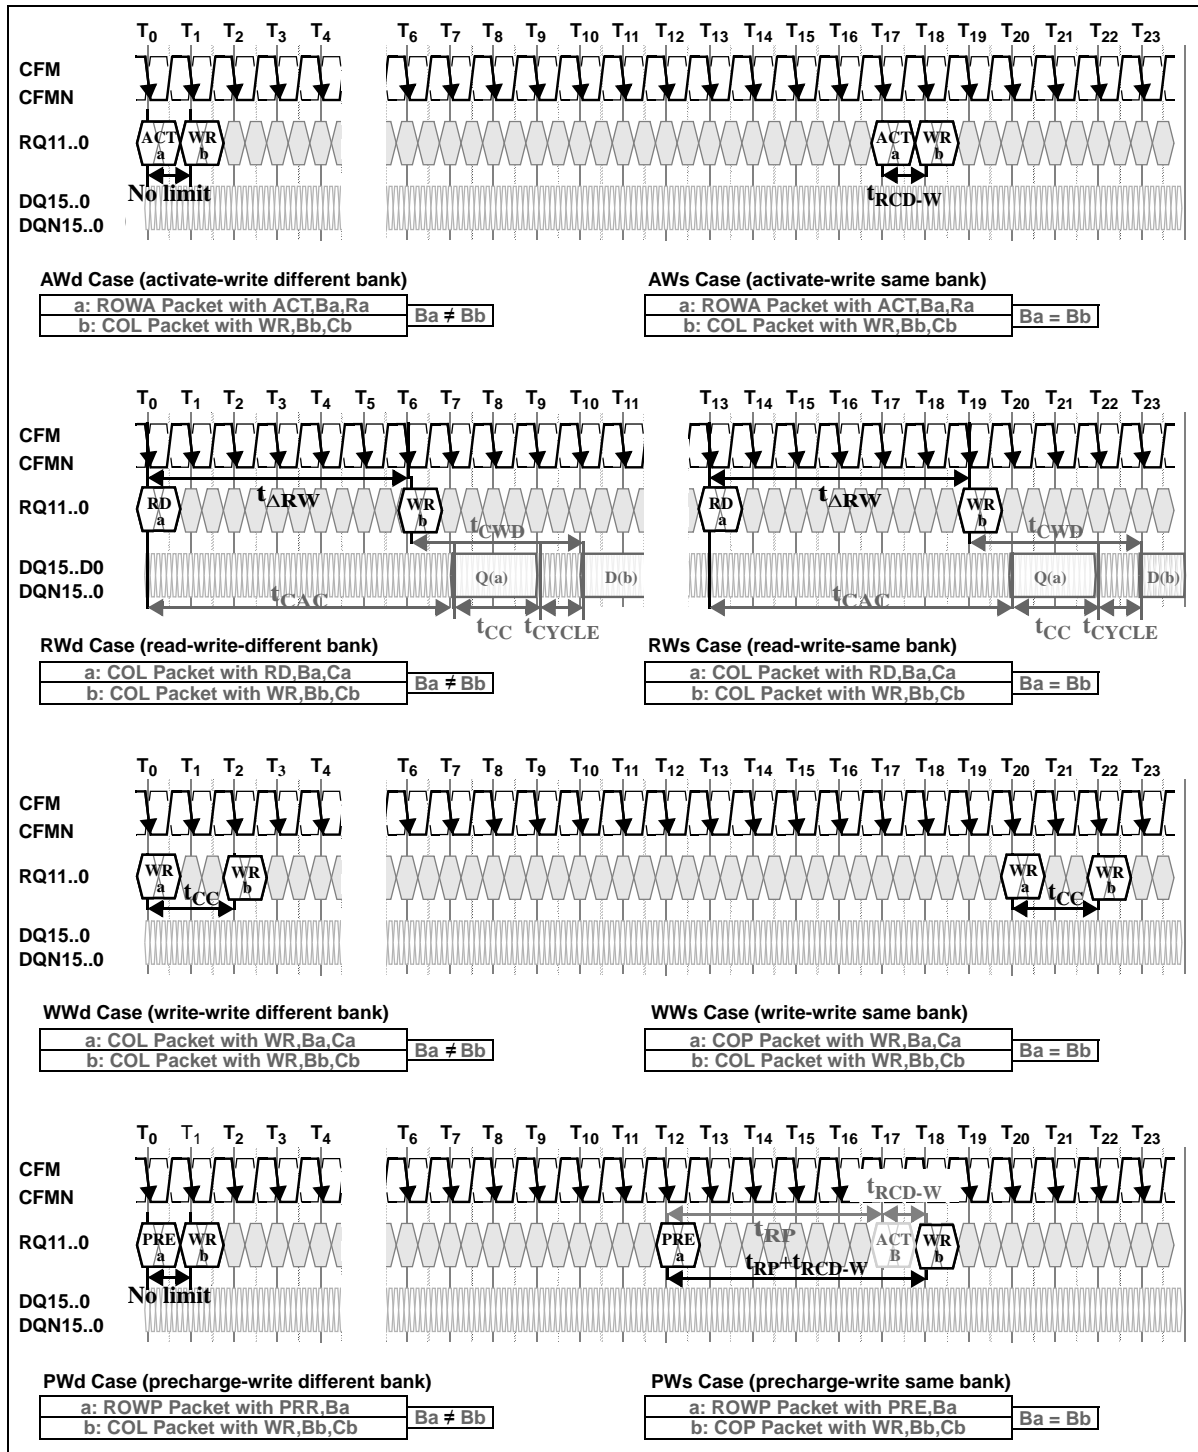 T0 T1 T2 T3 T4 T6 T7 T8 T9 T10 T11 T12 T13 T14 T15 T16 T17 T18 T19 T20 T21 T22 T23
CFM
CFMN
RQ11..0
ACT a
WR b
ACT a
WR b
No limit
tRCD-W
DQ15..0
DQN15..0
AWd Case (activate-write different bank)
a: ROWA Packet with ACT,Ba,Ra
b: COL Packet with WR,Bb,Cb
Ba ≠ Bb
AWs Case (activate-write same bank)
a: ROWA Packet with ACT,Ba,Ra
b: COL Packet with WR,Bb,Cb
Ba = Bb
T0 T1 T2 T3 T4 T5 T6 T7 T8 T9 T10 T11 T13 T14 T15 T16 T17 T18 T19 T20 T21 T22 T23
CFM
CFMN
RQ11..0
RD a
tΔRW
WR b
RD a
tΔRW
WR b
tCWD
tCWD
DQ15..D0
DQN15..0
Q(a)
D(b)
Q(a)
D(b)
tCAC
tCC
tCYCLE
tCAC
tCC
tCYCLE
RWd Case (read-write-different bank)
a: COL Packet with RD,Ba,Ca
b: COL Packet with WR,Bb,Cb
Ba ≠ Bb
RWs Case (read-write-same bank)
a: COL Packet with RD,Ba,Ca
b: COL Packet with WR,Bb,Cb
Ba = Bb
T0 T1 T2 T3 T4 T6 T7 T8 T9 T10 T11 T12 T13 T14 T15 T16 T17 T18 T19 T20 T21 T22 T23
CFM
CFMN
RQ11..0
WR a
tCC
WR b
WR a
tCC
WR b
DQ15..0
DQN15..0
WWd Case (write-write different bank)
a: COL Packet with WR,Ba,Ca
b: COL Packet with WR,Bb,Cb
Ba ≠ Bb
WWs Case (write-write same bank)
a: COP Packet with WR,Ba,Ca
b: COL Packet with WR,Bb,Cb
Ba = Bb
T0 T1 T2 T3 T4 T6 T7 T8 T9 T10 T11 T12 T13 T14 T15 T16 T17 T18 T19 T20 T21 T22 T23
CFM
CFMN
tRCD-W
RQ11..0
PRE a
WR b
PRE a
tRP
ACT B
WR b
tRP+tRCD-W
No limit
DQ15..0
DQN15..0
PWd Case (precharge-write different bank)
a: ROWP Packet with PRR,Ba
b: COL Packet with WR,Bb,Cb
Ba ≠ Bb
PWs Case (precharge-write same bank)
a: ROWP Packet with PRE,Ba
b: COP Packet with WR,Bb,Cb
Ba = Bb